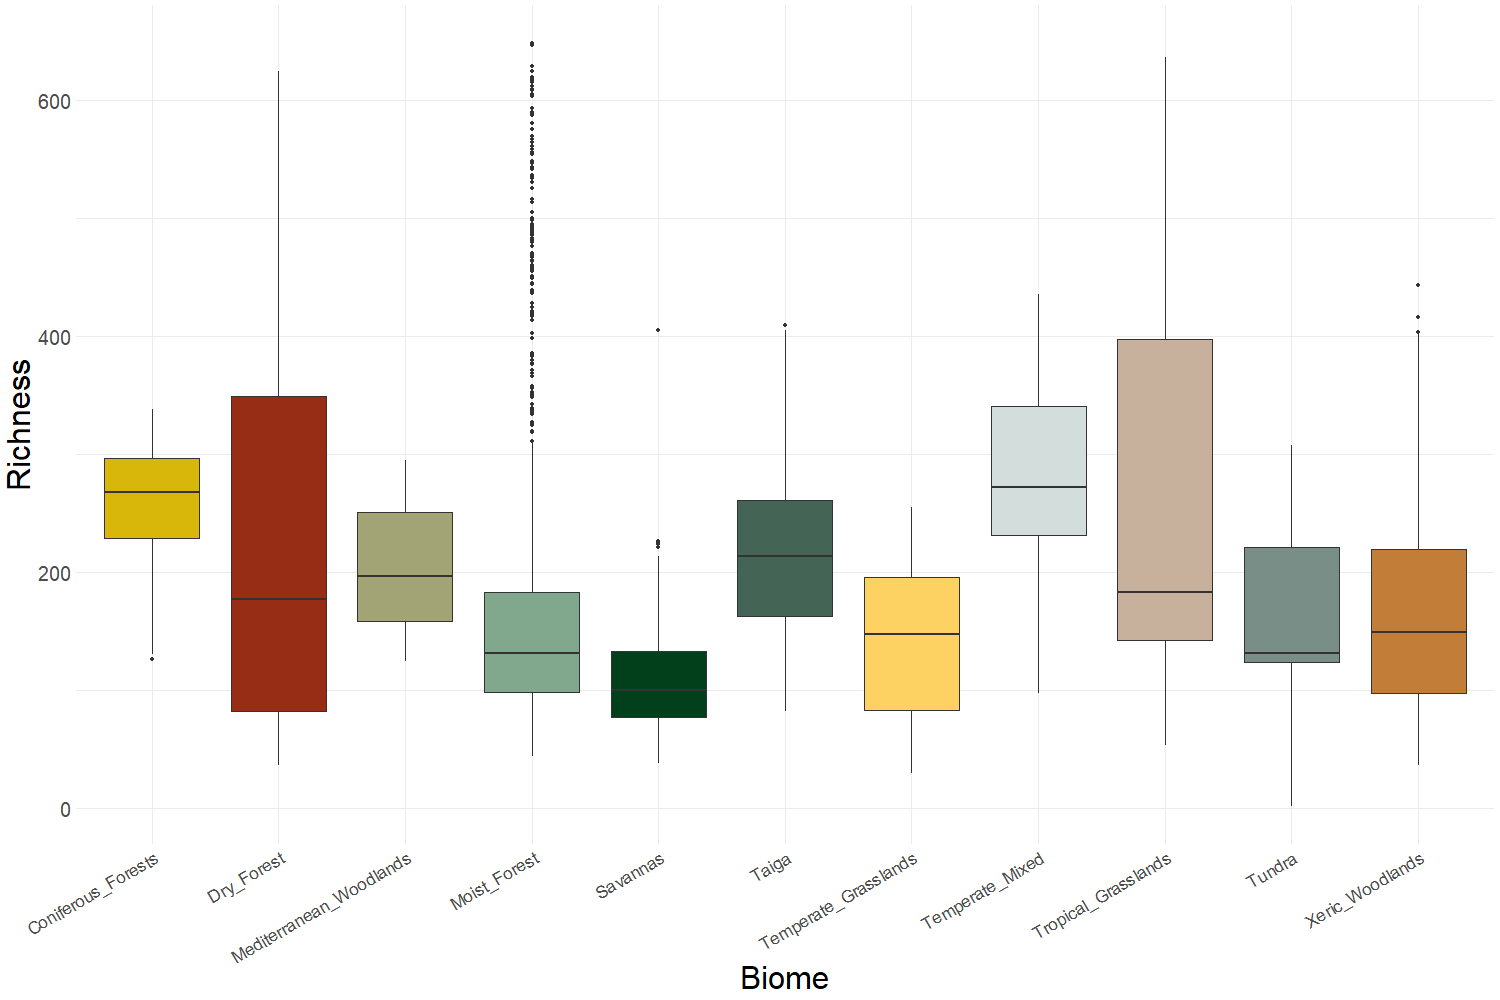 Richness
600
400
200
0
Coniferous_Forests
Dry_Forest
Mediterranean_Woodlands
Moist_Forest
Savannas
Taiga
Temperate_Grasslands
Temperate_Mixed
Tropical_Grasslands
Tundra
Xeric_Woodlands
Biome